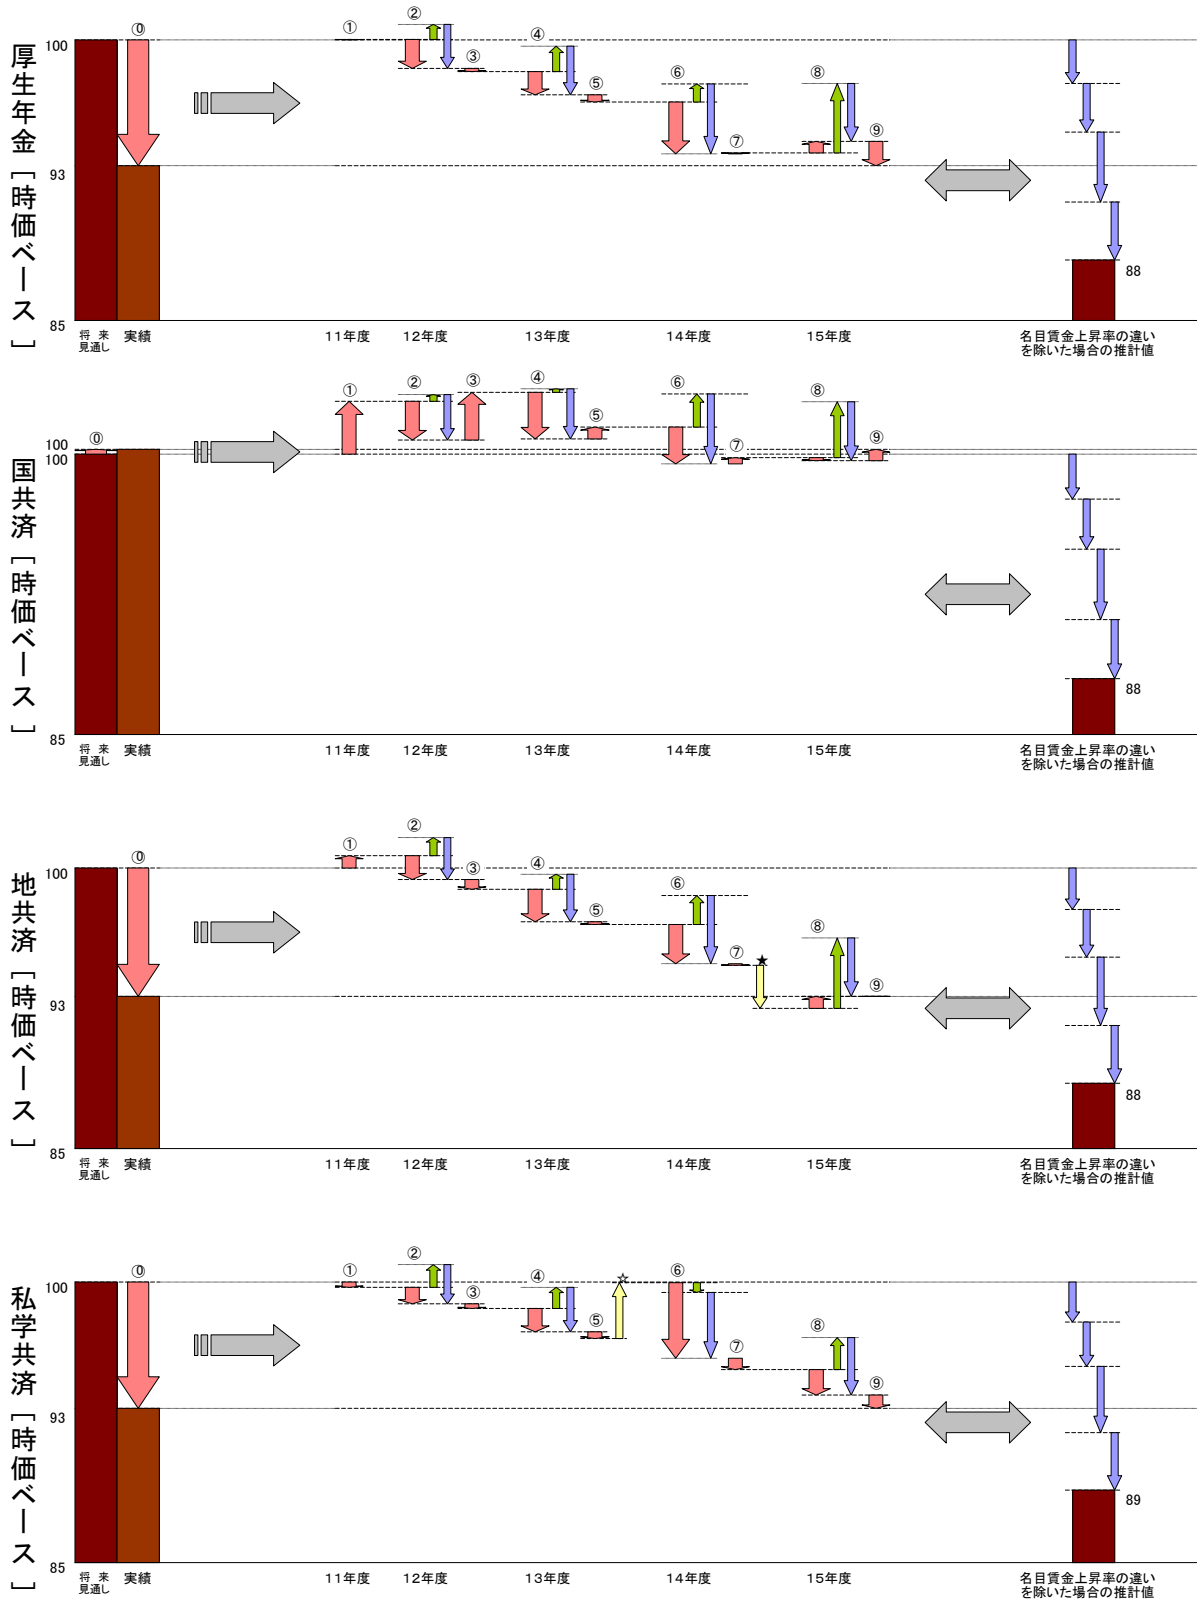 厚生年金［時価ベース］
100
⓪
①
②
③
④
⑤
⑥
⑦
⑧
⑨
93
88
85
将　来
見通し
実績
11年度
12年度
13年度
14年度
15年度
名目賃金上昇率の違い
を除いた場合の推計値
国共済［時価ベース］
100
100
⓪
①
②
③
④
⑤
⑥
⑦
⑧
⑨
88
85
将　来
見通し
実績
11年度
12年度
13年度
14年度
15年度
名目賃金上昇率の違い
を除いた場合の推計値
地共済［時価ベース］
100
⓪
①
②
③
④
⑤
⑥
⑦
★
⑧
⑨
93
88
85
将　来
見通し
実績
11年度
12年度
13年度
14年度
15年度
名目賃金上昇率の違い
を除いた場合の推計値
私学共済［時価ベース］
100
⓪
①
②
③
④
⑤
☆
⑥
⑦
⑧
⑨
93
89
85
将　来
見通し
実績
11年度
12年度
13年度
14年度
15年度
名目賃金上昇率の違い
を除いた場合の推計値